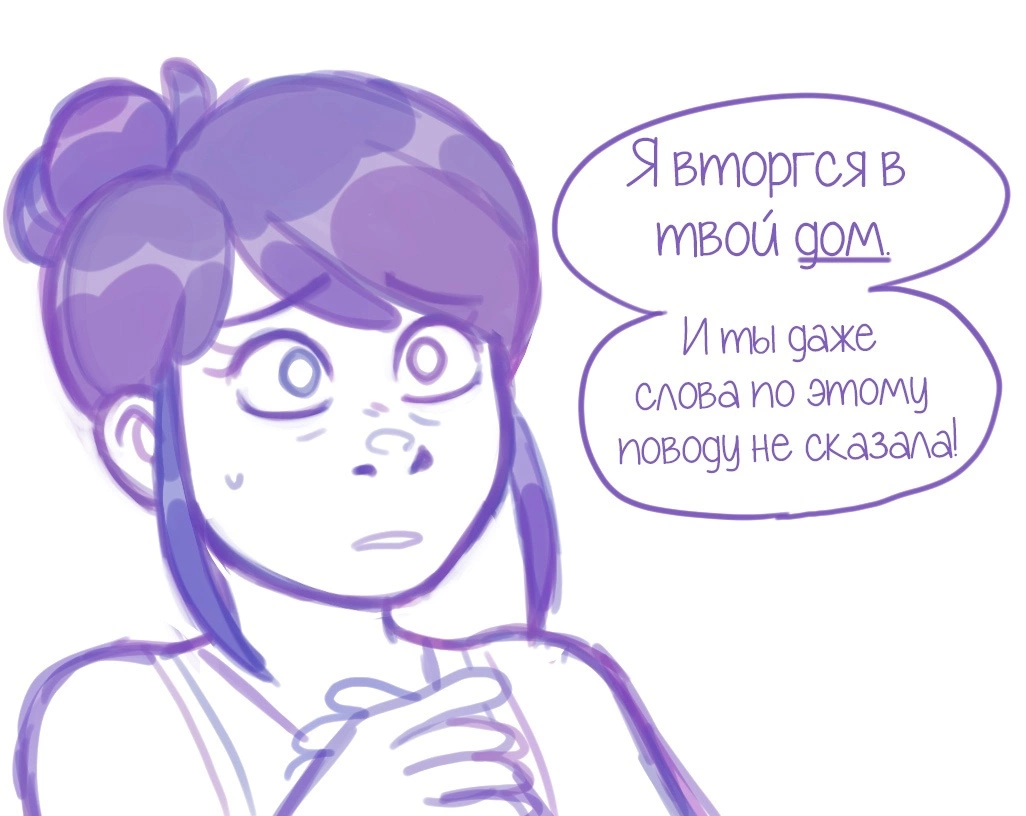 Я вторгся в
твой дом.
И ты даже
слова по этому
поводу не сказала!